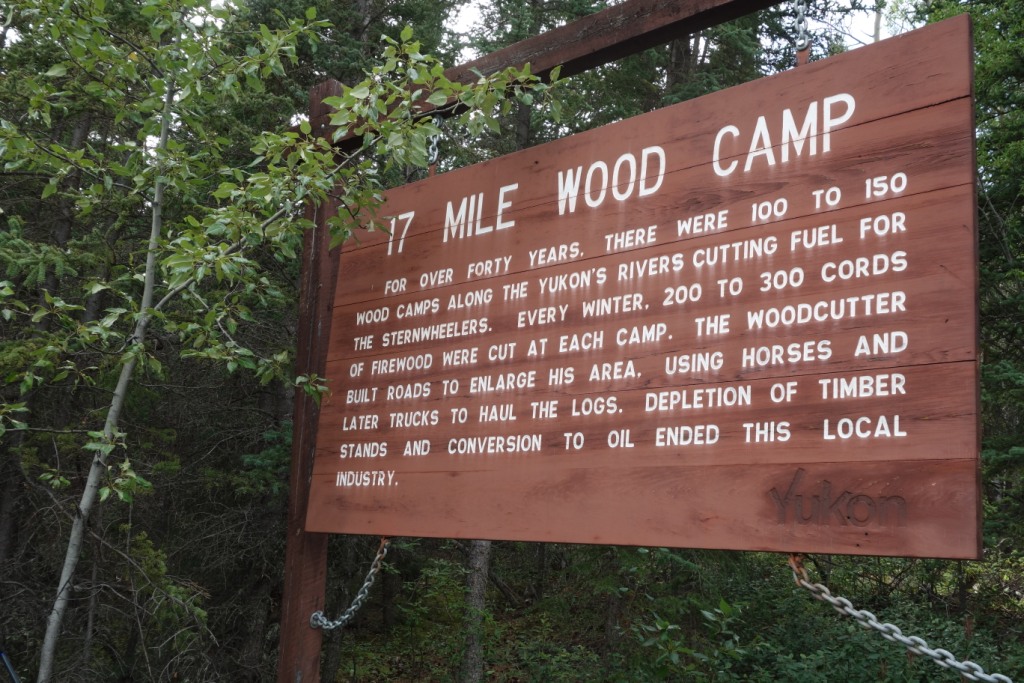 17 MILE WOOD CAMP
FOR OVER FORTY YEARS, THERE WERE 100 TO 150
WOOD CAMPS ALONG THE YUKON'S RIVERS CUTTING FUEL FOR
THE STERNWHEELERS. EVERY WINTER, 200 TO 300 CORDS
OF FIREWOOD WERE CUT AT EACH CAMP. THE WOODCUTTER
BUILT ROADS TO ENLARGE HIS AREA, USING HORSES AND
LATER TRUCKS TO HAUL THE LOGS. DEPLETION OF TIMBER
STANDS AND CONVERSION TO OIL ENDED THIS LOCAL
INDUSTRY.
Yukon